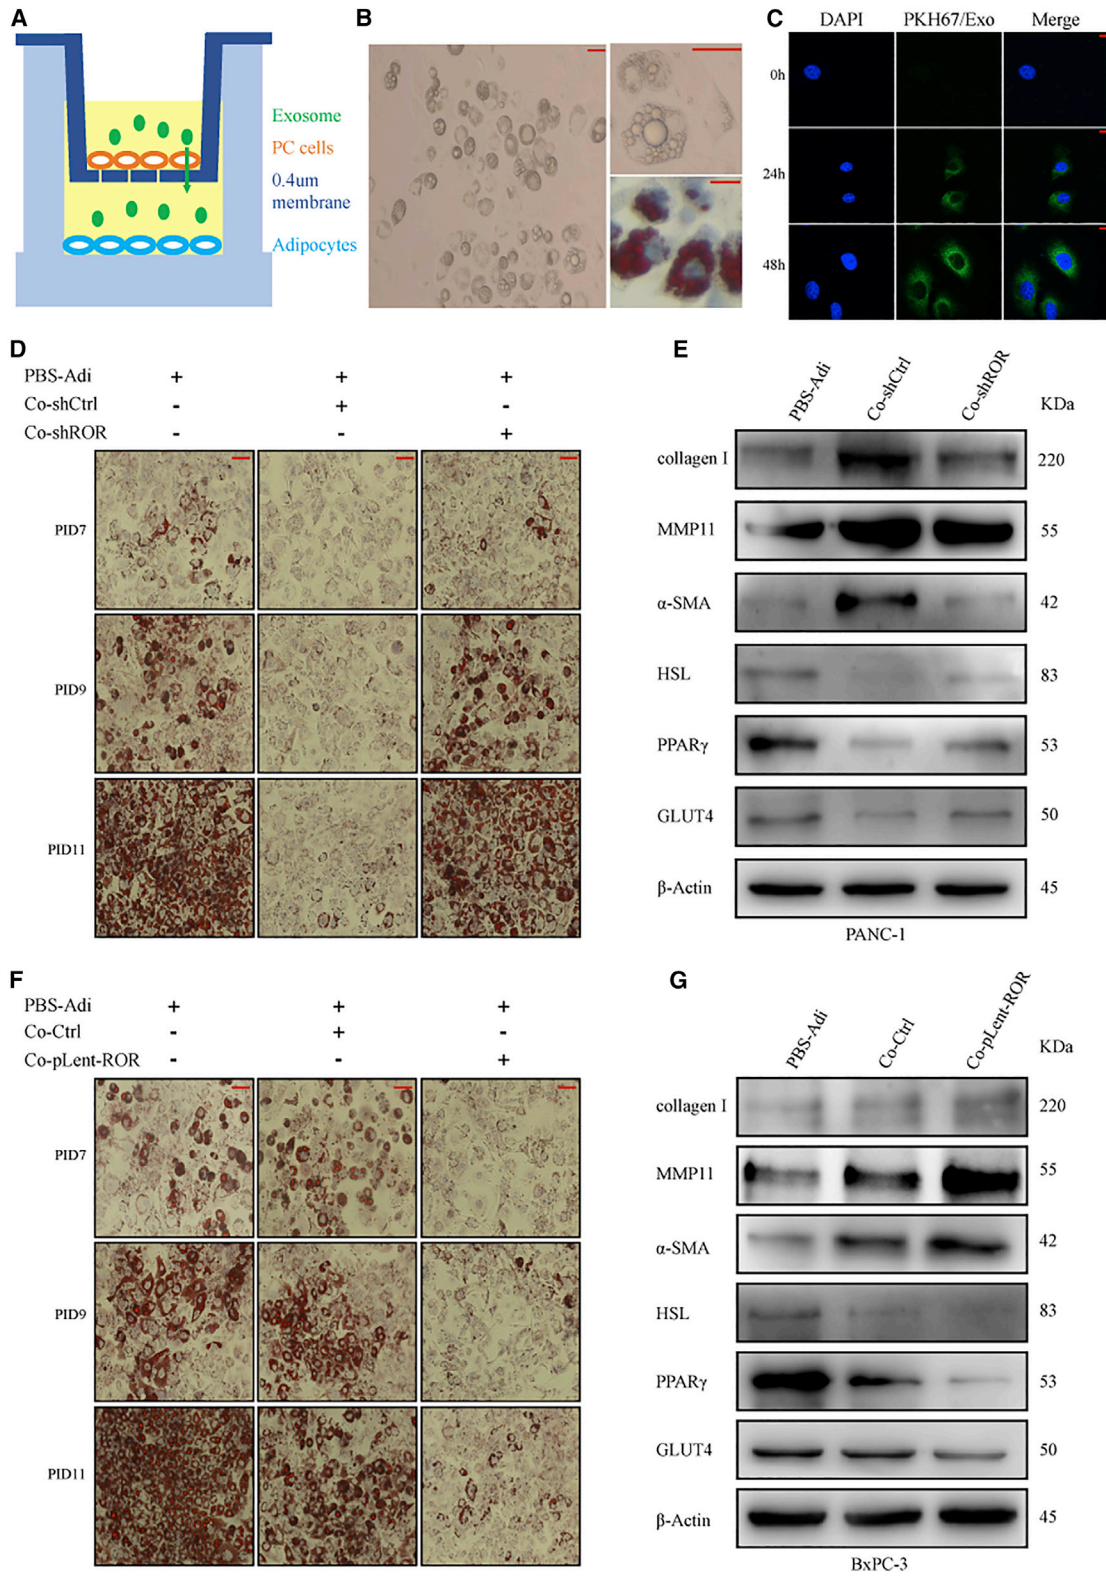 A
Exosome
PC cells
0.4um
membrane
Adipocytes
B
C
DAPI PKH67/Exo Merge
0h
24h
48h
D
PBS-Adi + + +
Co-shCtrl - + -
Co-shROR - - +
PID7
PID9
PID11
E
PBS-Adi Co-shCtrl Co-shROR KDa
collagen I 220
MMP11 55
α-SMA 42
HSL 83
PPARγ 53
GLUT4 50
β-Actin 45
PANC-1
F
PBS-Adi + + +
Co-Ctrl - + -
Co-pLent-ROR - - +
PID7
PID9
PID11
G
PBS-Adi Co-Ctrl Co-pLent-ROR KDa
collagen I 220
MMP11 55
α-SMA 42
HSL 83
PPARγ 53
GLUT4 50
β-Actin 45
BxPC-3